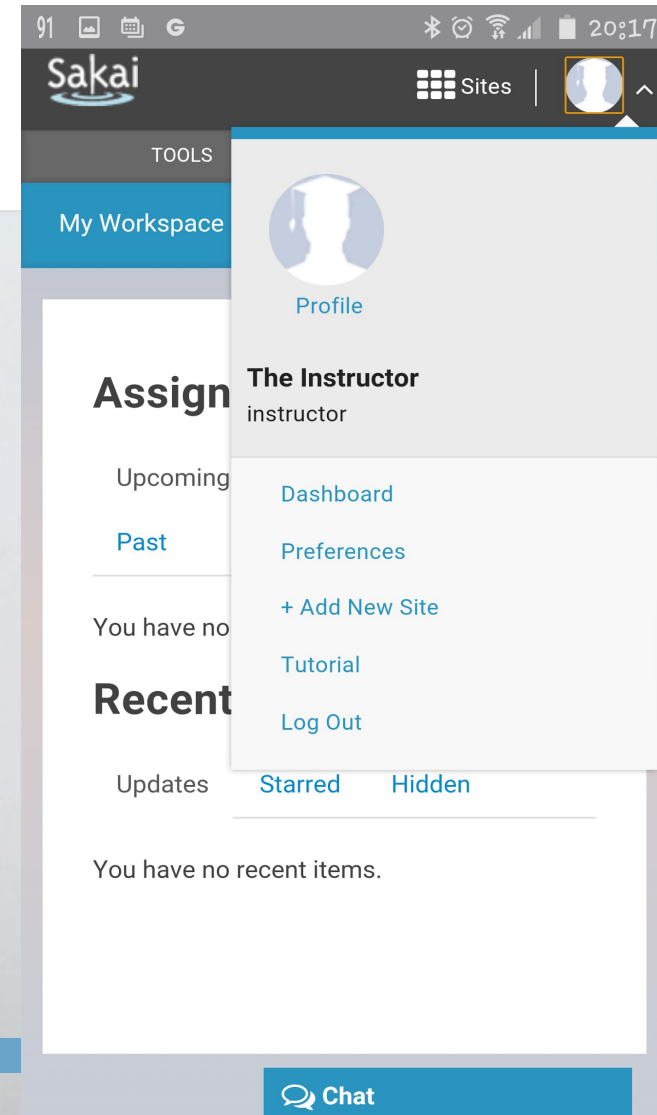 91 G 20:17
Sakai Sites
TOOLS
My Workspace
Profile
The Instructor
instructor
Dashboard
Preferences
+ Add New Site
Tutorial
Log Out
Assign
Upcoming
Past
You have no
Recent
Updates Starred Hidden
You have no recent items.
Chat